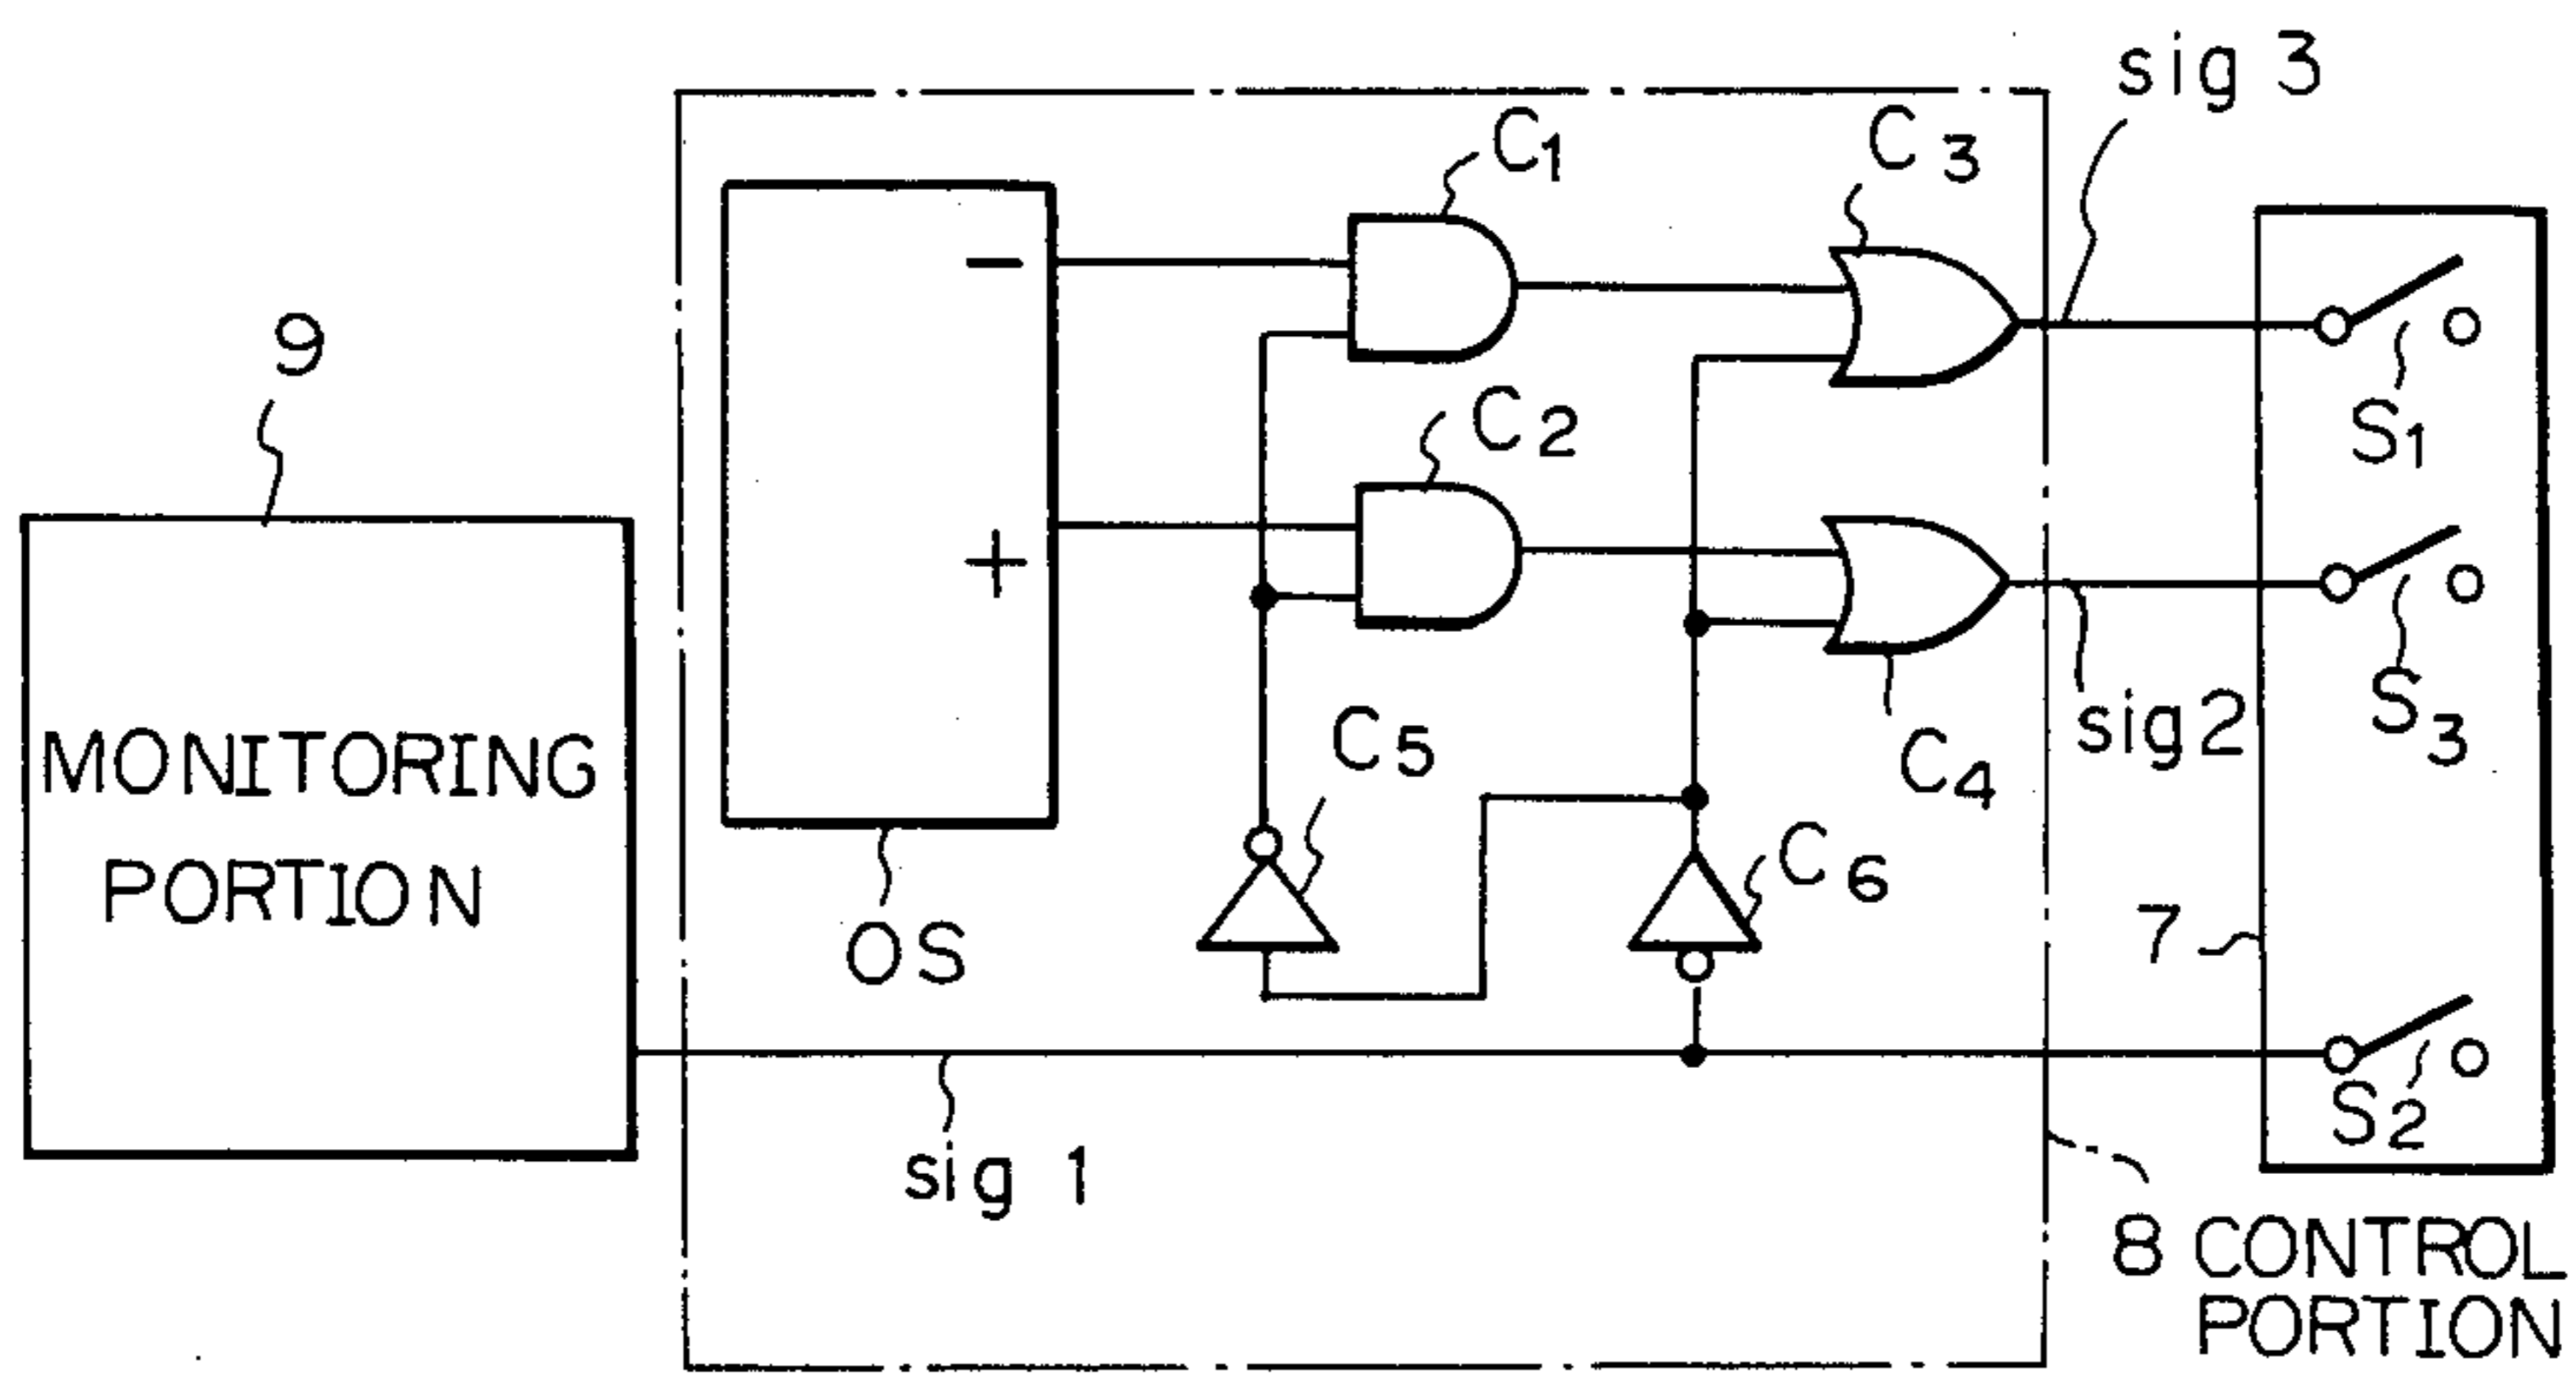 sig 3
C1
C3
−
9
S1
C2
+
S3
sig2
C5
C4
MONITORING
PORTION
C6
7
OS
S2
sig 1
8 CONTROL
PORTION